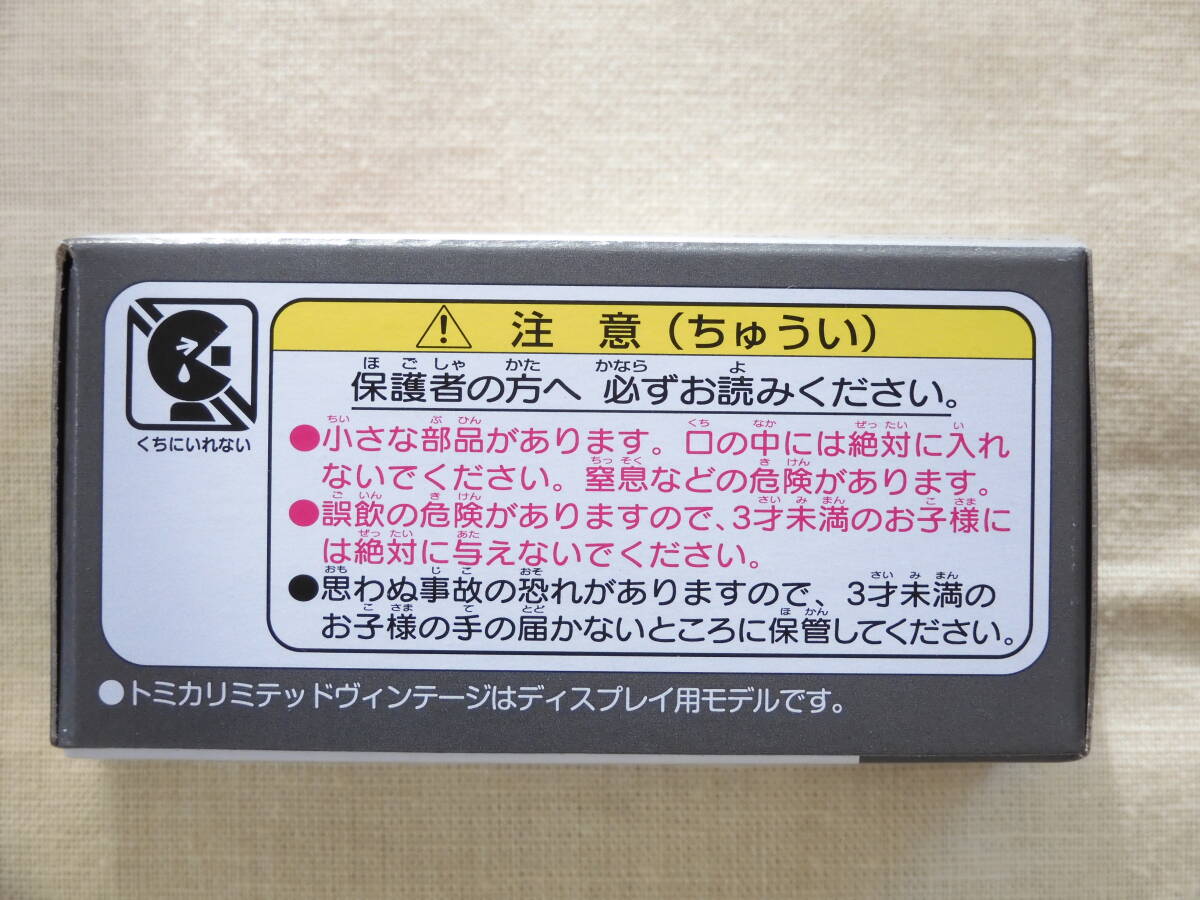 くちにいれない
注 意（ちゅうい）
ほ ご しゃ かた かなら よ
保護者の方へ 必ずお読みください。
ちい ぶ ひん くち なか ぜっ たい い
●小さな部品があります。口の中には絶対に入れ
ちっ そく き けん
ないでください。窒息などの危険があります。
ご いん き けん さい み まん こ さま
●誤飲の危険がありますので、3才未満のお子様に
ぜっ たい あた
は絶対に与えないでください。
おも じ こ おそ さい み まん
●思わぬ事故の恐れがありますので、3才未満の
こ さま て とど ほ かん
お子様の手の届かないところに保管してください。
●トミカリミテッドヴィンテージはディスプレイ用モデルです。